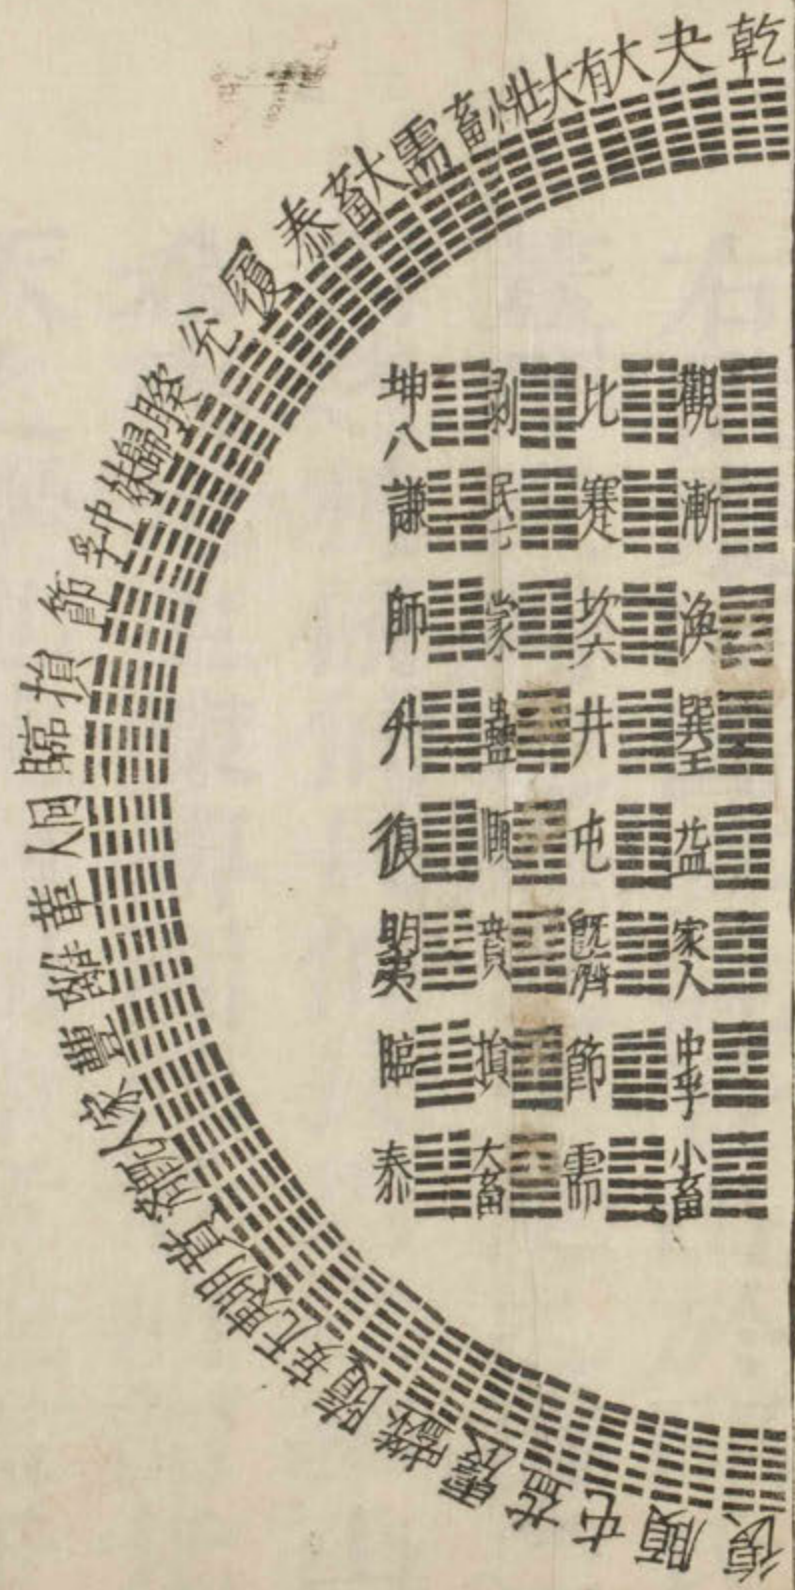 乾
夬
大有
大壯
小畜
需
大畜
泰
履
兌
睽
歸妹
中孚
節
損
臨
同人
革
離
豐
家人
既濟
賁
明夷
无妄
隨
噬嗑
震
益
屯
頤
復
觀
漸
渙
巽五
益
家人
中孚
小畜
比
蹇
坎六
井
屯
既濟
節
需
剥
艮七
蒙
蠱
頤
賁
損
大畜
坤八
謙
師
升
復
明夷
臨
泰